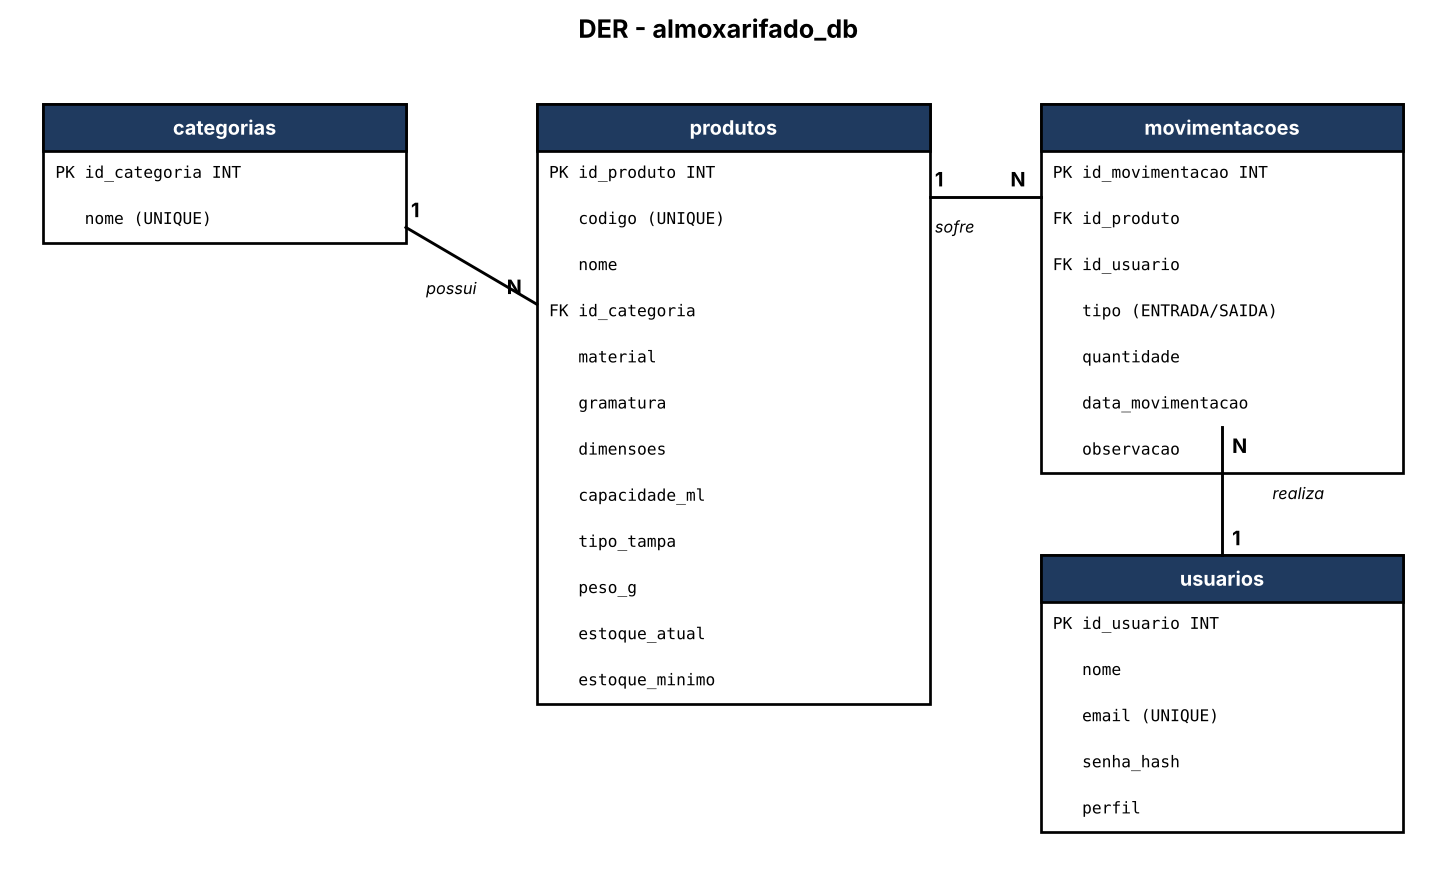 DER - almoxarifado_db
categorias
PK id_categoria INT
nome (UNIQUE)
1
possui
N
produtos
PK id_produto INT
codigo (UNIQUE)
nome
FK id_categoria
material
gramatura
dimensoes
capacidade_ml
tipo_tampa
peso_g
estoque_atual
estoque_minimo
1
N
sofre
movimentacoes
PK id_movimentacao INT
FK id_produto
FK id_usuario
tipo (ENTRADA/SAIDA)
quantidade
data_movimentacao
observacao
N
realiza
1
usuarios
PK id_usuario INT
nome
email (UNIQUE)
senha_hash
perfil